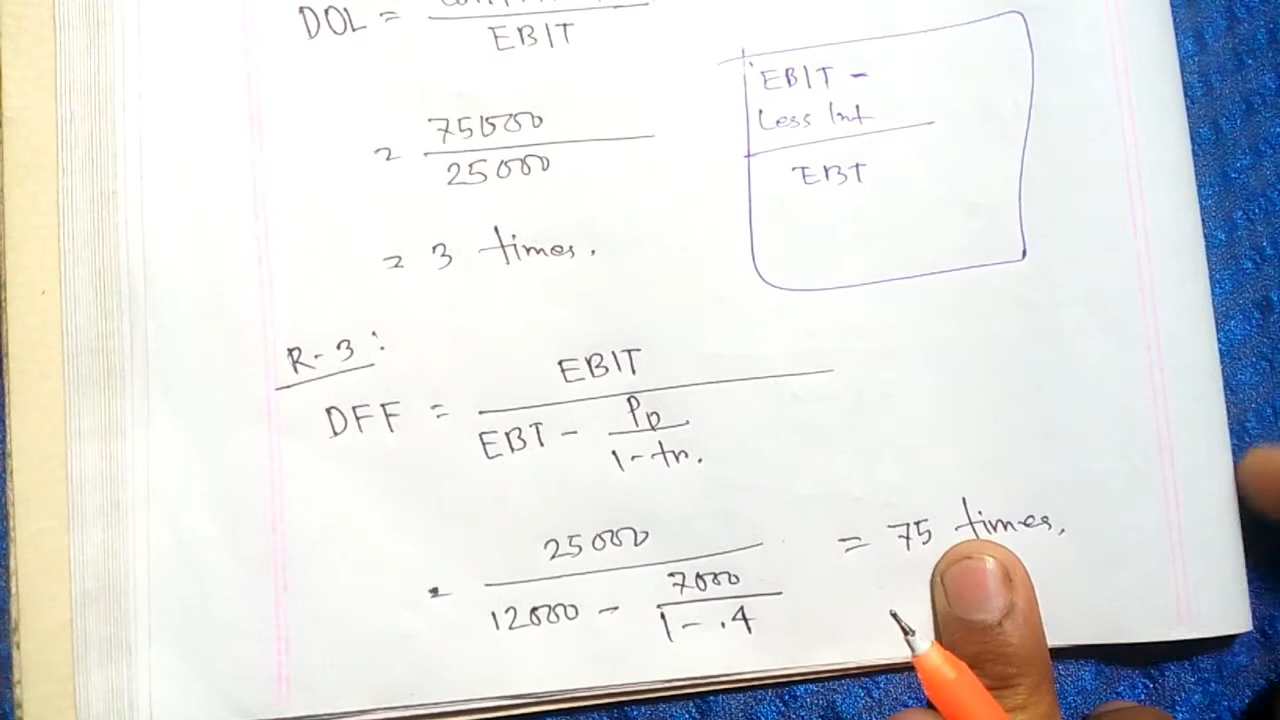 DOL =
EBIT
= 75000
25000
= 3 times.
EBIT -
Less Int
EBT
R-3:
DFF = EBIT
EBT - PD
1-tr.
= 25000
12000 - 7000
1-.4
= 75 times.